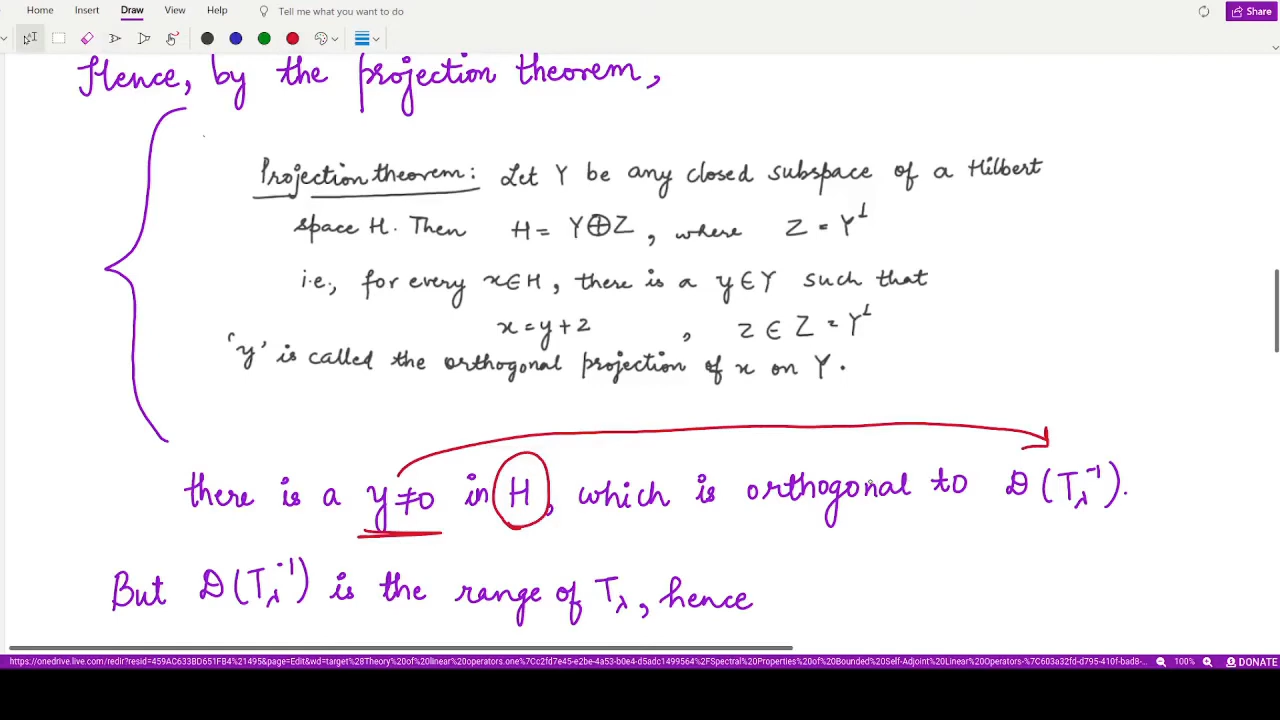 Home Insert Draw View Help Tell me what you want to do Share
Hence, by the projection theorem,
Projection theorem: Let Y be any closed subspace of a Hilbert
space H. Then H = Y⊕Z, where Z = Y⊥
i.e., for every x∈H, there is a y∈Y such that
x = y + z , z ∈ Z = Y⊥
'y' is called the orthogonal projection of x on Y.
there is a y≠0 in H, which is orthogonal to D(Tλ⁻¹).
But D(Tλ⁻¹) is the range of Tλ, hence
100% DONATE